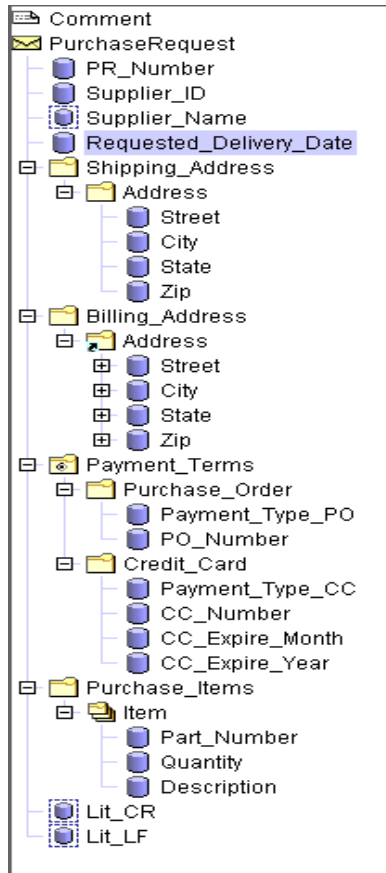 Comment
PurchaseRequest
PR_Number
Supplier_ID
Supplier_Name
Requested_Delivery_Date
Shipping_Address
Address
Street
City
State
Zip
Billing_Address
Address
Street
City
State
Zip
Payment_Terms
Purchase_Order
Payment_Type_PO
PO_Number
Credit_Card
Payment_Type_CC
CC_Number
CC_Expire_Month
CC_Expire_Year
Purchase_Items
Item
Part_Number
Quantity
Description
Lit_CR
Lit_LF